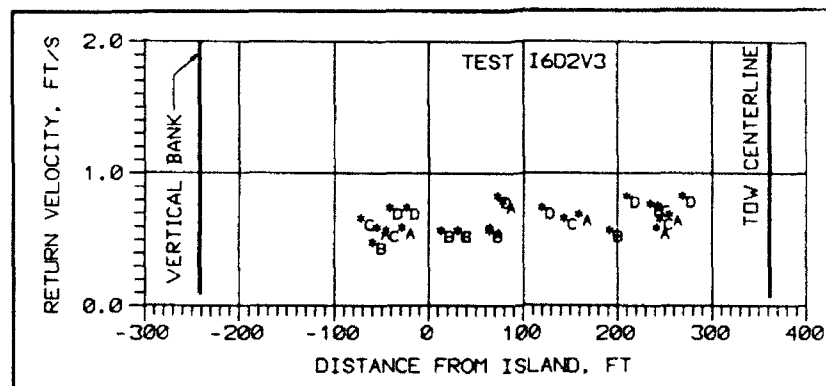 RETURN VELOCITY, FT/S
2.0
1.0
0.0
VERTICAL BANK
TEST I6D2V3
TOW CENTERLINE
D D
C
C A
B
B B
D A
D
C A
B
D
D
C A
A
-300 -200 -100 0 100 200 300 400
DISTANCE FROM ISLAND, FT